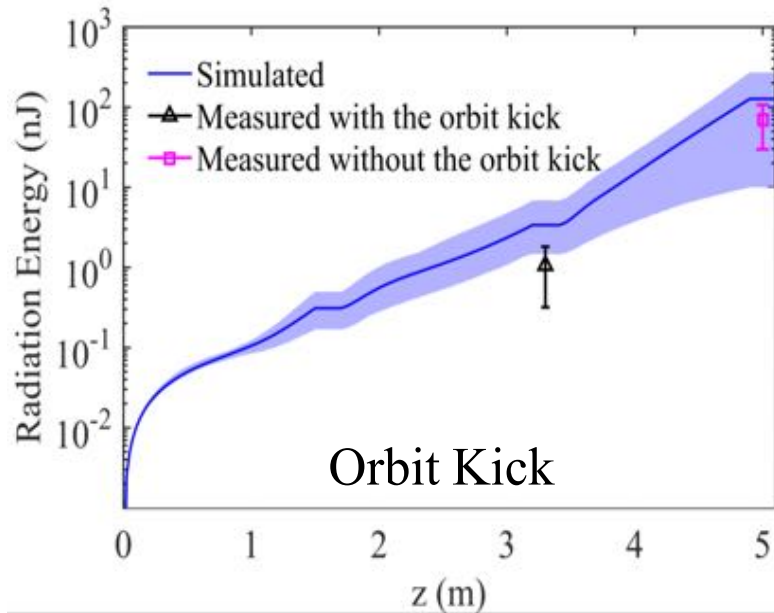 10³
Simulated
Measured with the orbit kick
10²
Measured without the orbit kick
10¹
10⁰
10⁻¹
10⁻²
Radiation Energy (nJ)
Orbit Kick
0 1 2 3 4 5
z (m)